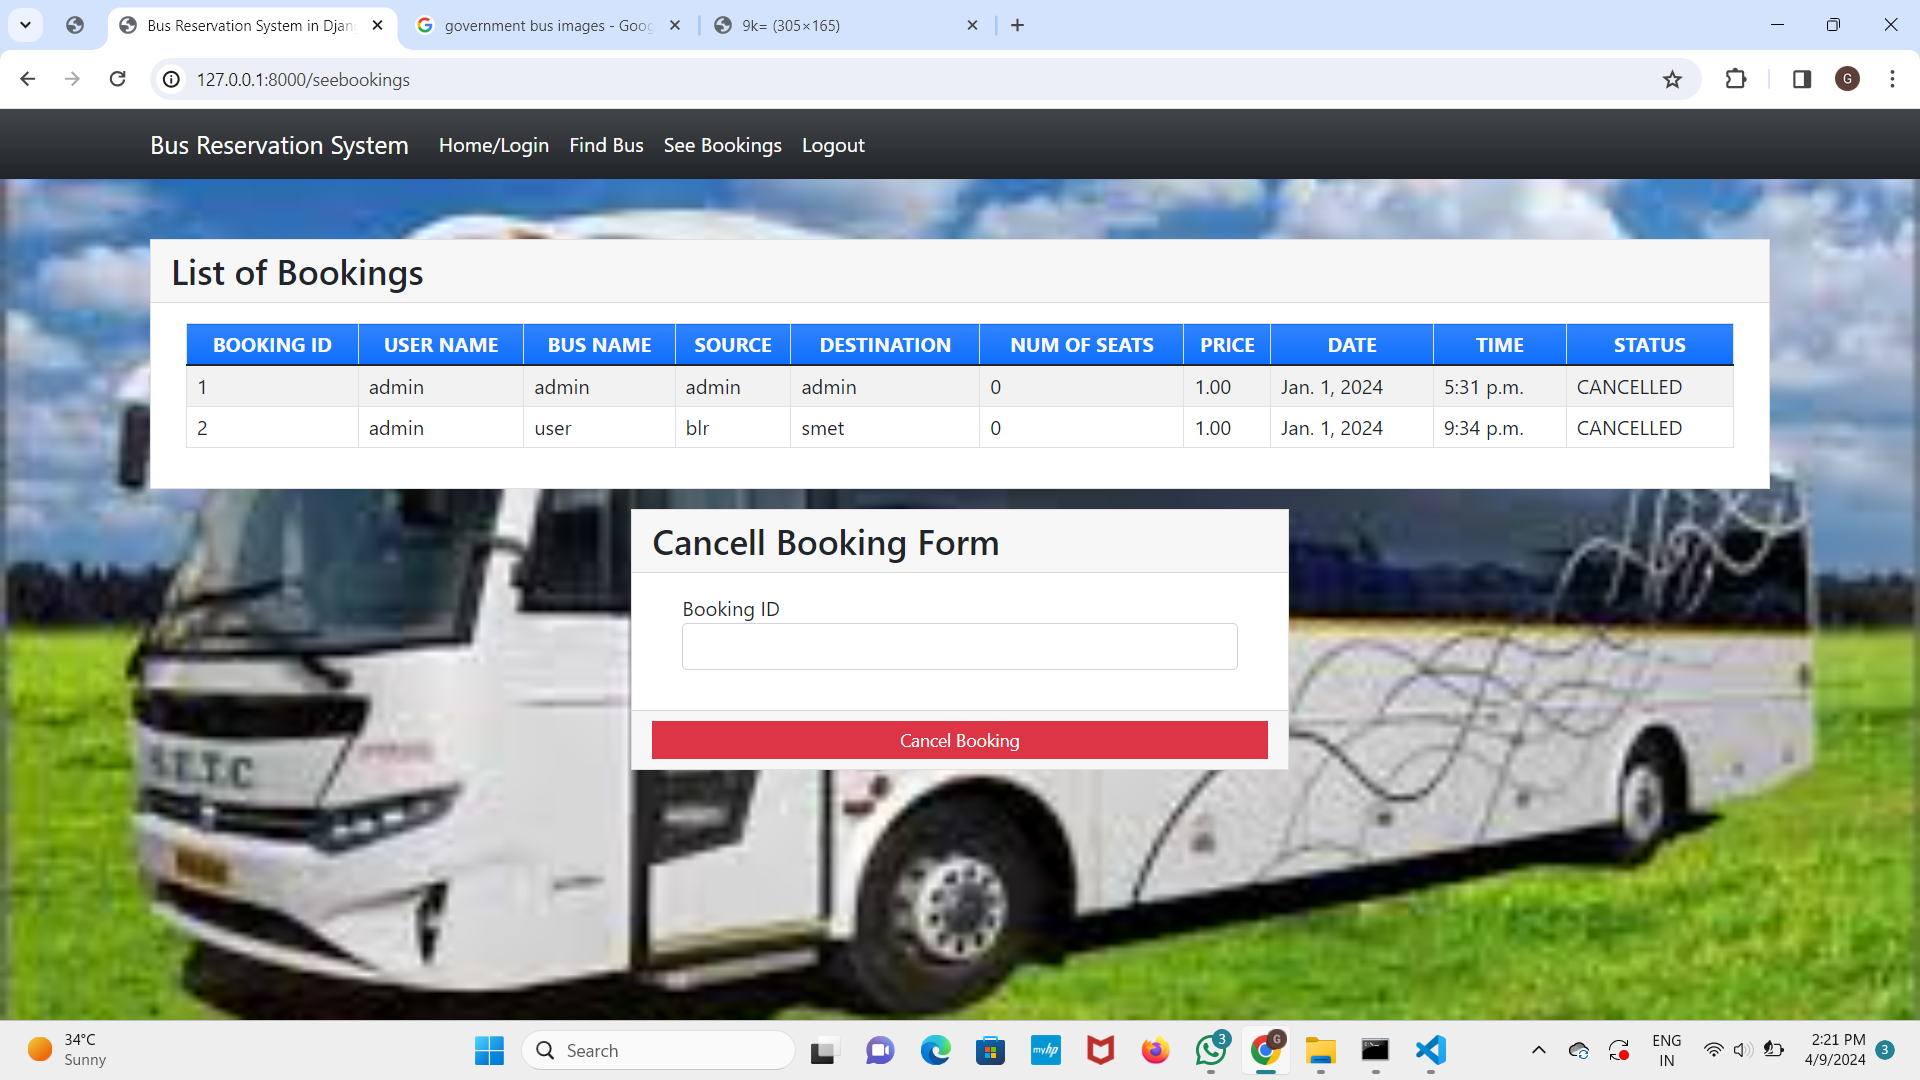 Bus Reservation System in Djan
government bus images - Goog
9k= (305×165)
127.0.0.1:8000/seebookings
G
Bus Reservation System Home/Login Find Bus See Bookings Logout
List of Bookings
BOOKING ID USER NAME BUS NAME SOURCE DESTINATION NUM OF SEATS PRICE DATE TIME STATUS
1 admin admin admin admin 0 1.00 Jan. 1, 2024 5:31 p.m. CANCELLED
2 admin user blr smet 0 1.00 Jan. 1, 2024 9:34 p.m. CANCELLED
Cancell Booking Form
Booking ID
Cancel Booking
S.E.T.C
34°C
Sunny
Search
myhp
3
G
ENG
IN
2:21 PM
4/9/2024
3